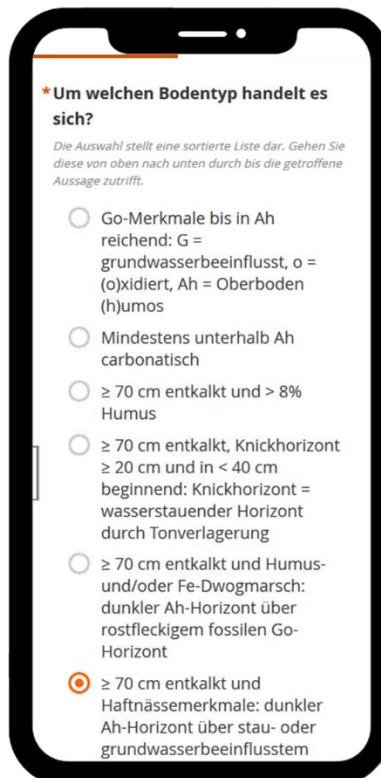 *Um welchen Bodentyp handelt es
sich?
Die Auswahl stellt eine sortierte Liste dar. Gehen Sie
diese von oben nach unten durch bis die getroffene
Aussage zutrifft.
Go-Merkmale bis in Ah
reichend: G =
grundwasserbeeinflusst, o =
(o)xidiert, Ah = Oberboden
(h)umos
Mindestens unterhalb Ah
carbonatisch
≥ 70 cm entkalkt und > 8%
Humus
≥ 70 cm entkalkt, Knickhorizont
≥ 20 cm und in < 40 cm
beginnend: Knickhorizont =
wasserstauender Horizont
durch Tonverlagerung
≥ 70 cm entkalkt und Humus-
und/oder Fe-Dwogmarsch:
dunkler Ah-Horizont über
rostfleckigem fossilen Go-
Horizont
≥ 70 cm entkalkt und
Haftnässemerkmale: dunkler
Ah-Horizont über stau- oder
grundwasserbeeinflusstem